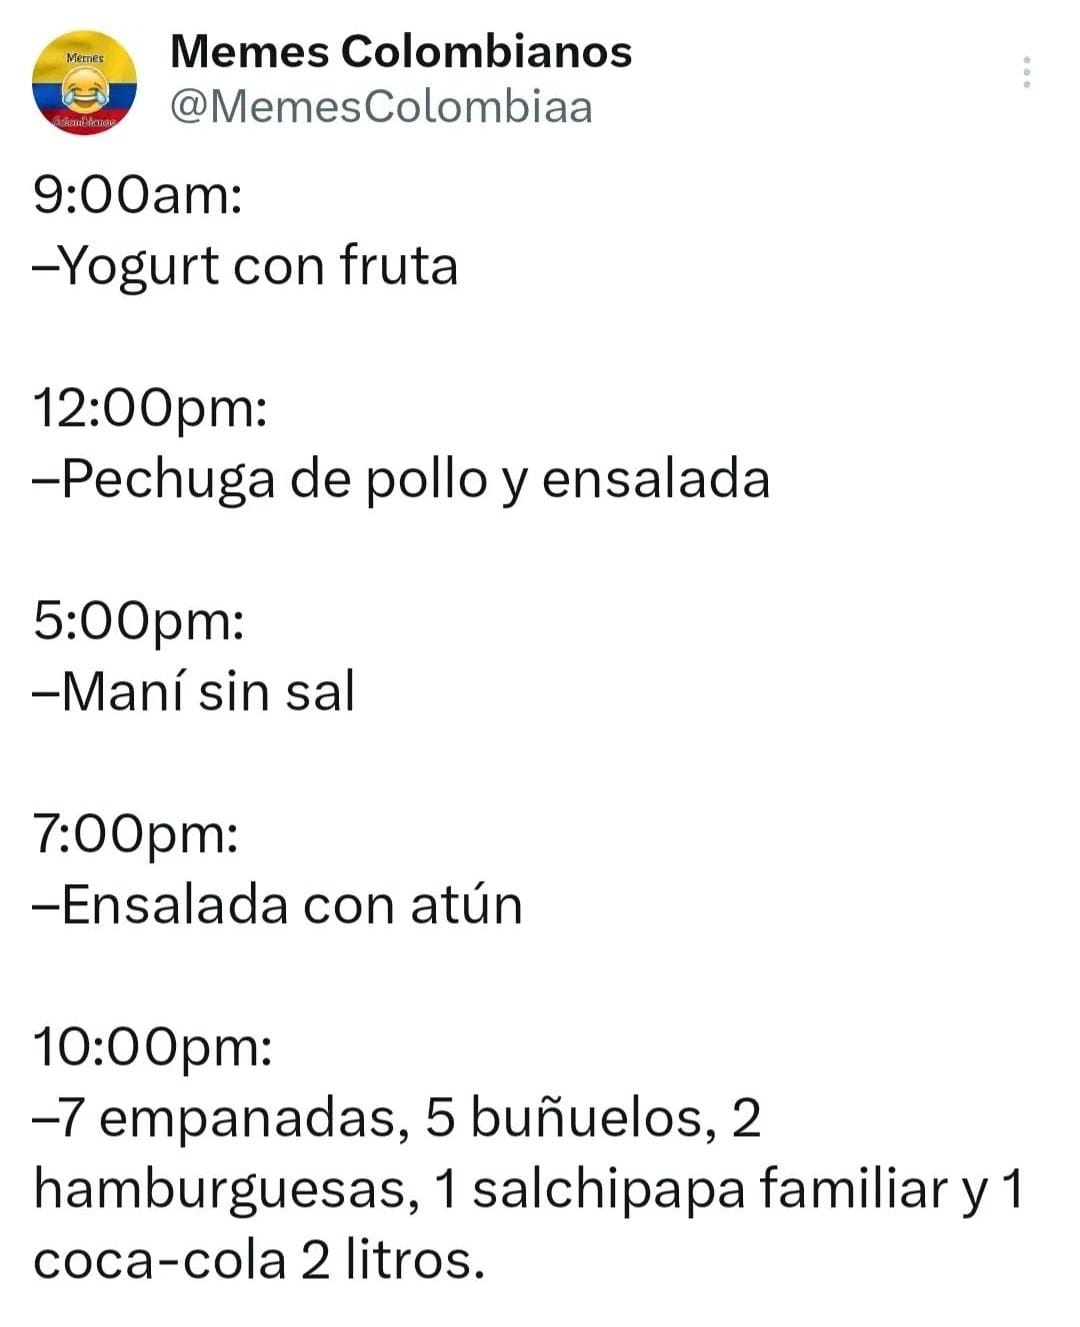 Memes
Colombianos
Memes Colombianos
@MemesColombiaa
9:00am:
–Yogurt con fruta
12:00pm:
–Pechuga de pollo y ensalada
5:00pm:
–Maní sin sal
7:00pm:
–Ensalada con atún
10:00pm:
–7 empanadas, 5 buñuelos, 2
hamburguesas, 1 salchipapa familiar y 1
coca-cola 2 litros.